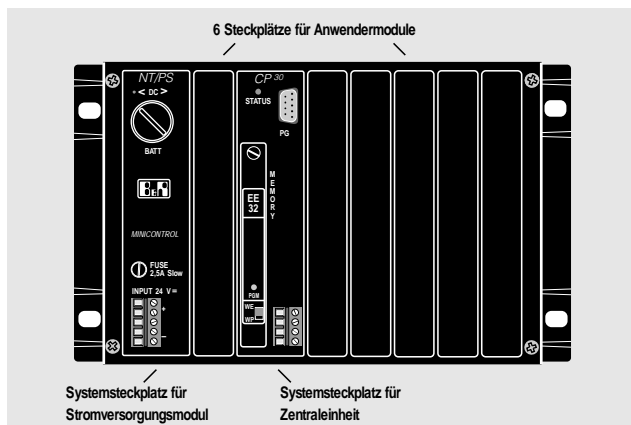 6 Steckplätze für Anwendermodule
NT/PS
< DC >
BATT
B&R
MINICONTROL
FUSE
2,5A Slow
INPUT 24 V=
+
–
CP 30
STATUS
PG
MEMORY
EE
32
PGM
WE
WP
Systemsteckplatz für
Stromversorgungsmodul
Systemsteckplatz für
Zentraleinheit